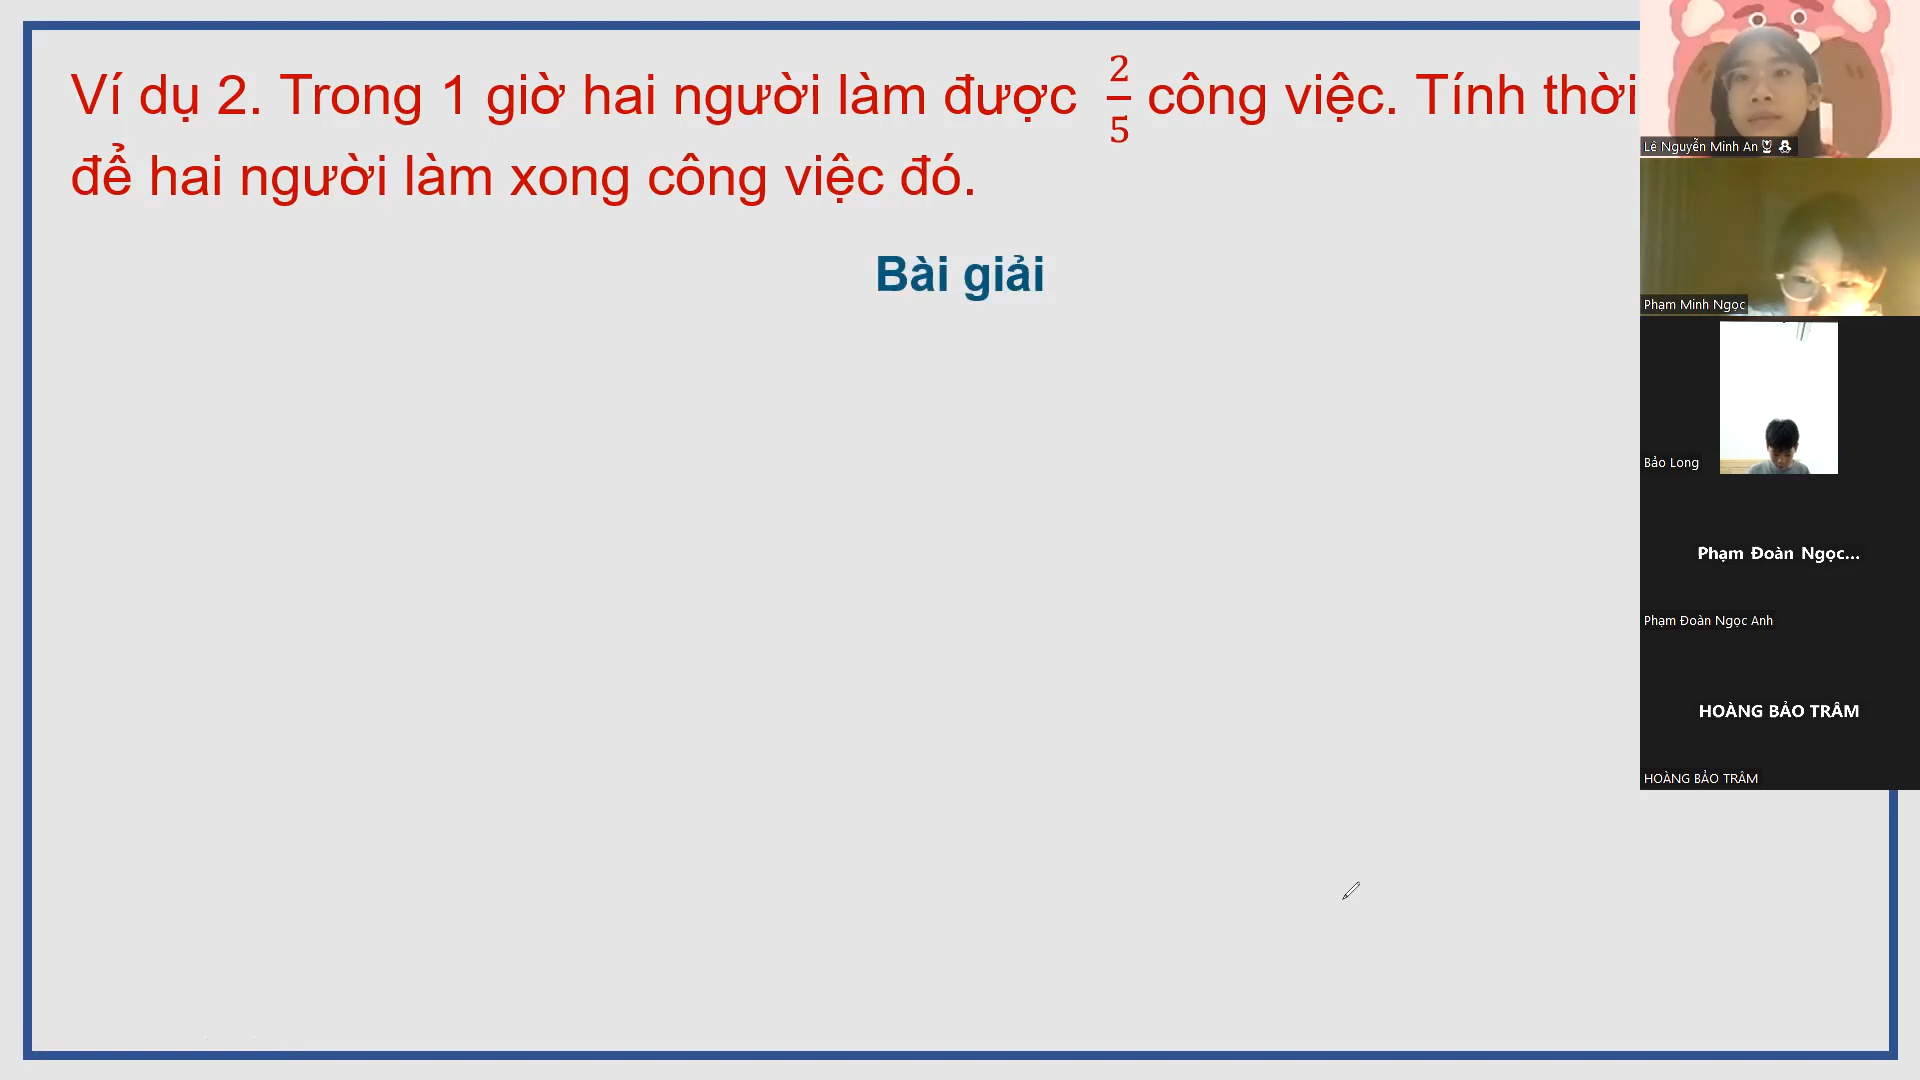 Ví dụ 2. Trong 1 giờ hai người làm được 2/5 công việc. Tính thời
để hai người làm xong công việc đó.
Bài giải
Lê Nguyễn Minh An
Phạm Minh Ngọc
Bảo Long
Phạm Đoàn Ngọc...
Phạm Đoàn Ngọc Anh
HOÀNG BẢO TRÂM
HOÀNG BẢO TRÂM